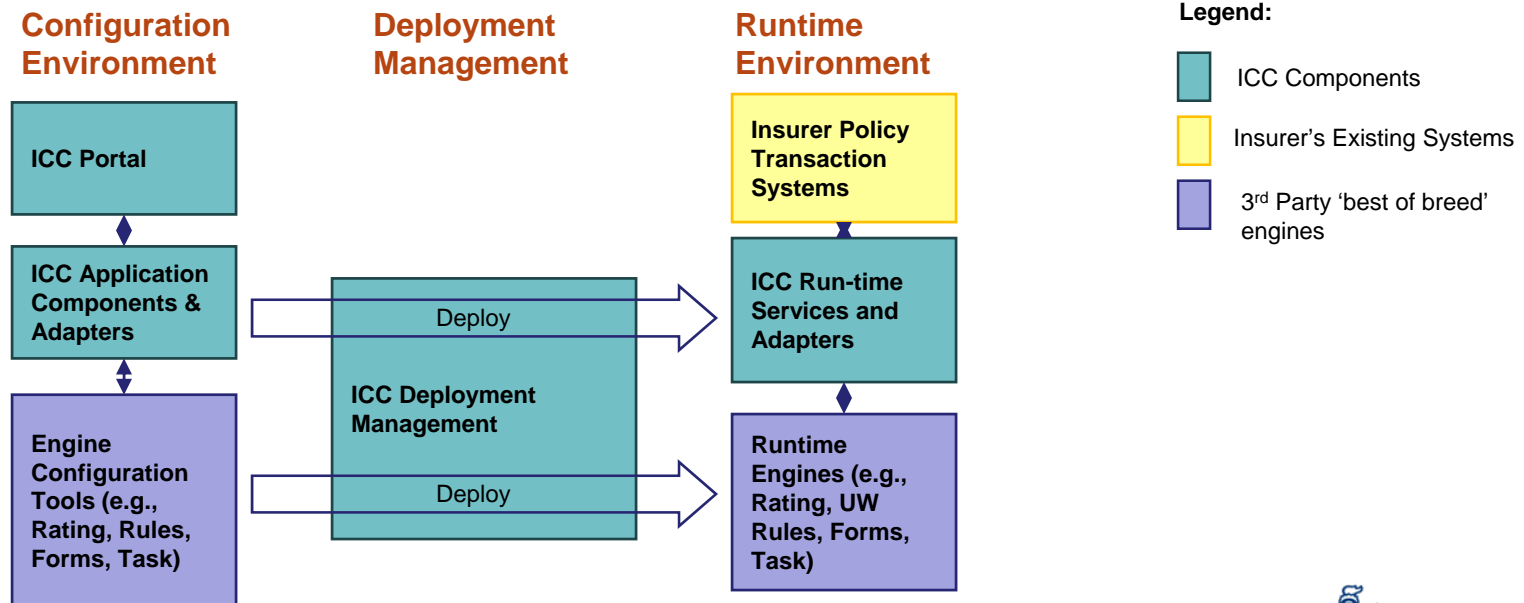 Configuration
Environment
Deployment
Management
Runtime
Environment
Legend:
ICC Components
Insurer's Existing Systems
3rd Party ‘best of breed’
engines
ICC Portal
ICC Application
Components &
Adapters
Engine
Configuration
Tools (e.g.,
Rating, Rules,
Forms, Task)
Deploy
ICC Deployment
Management
Deploy
Insurer Policy
Transaction
Systems
ICC Run-time
Services and
Adapters
Runtime
Engines (e.g.,
Rating, UW
Rules, Forms,
Task)